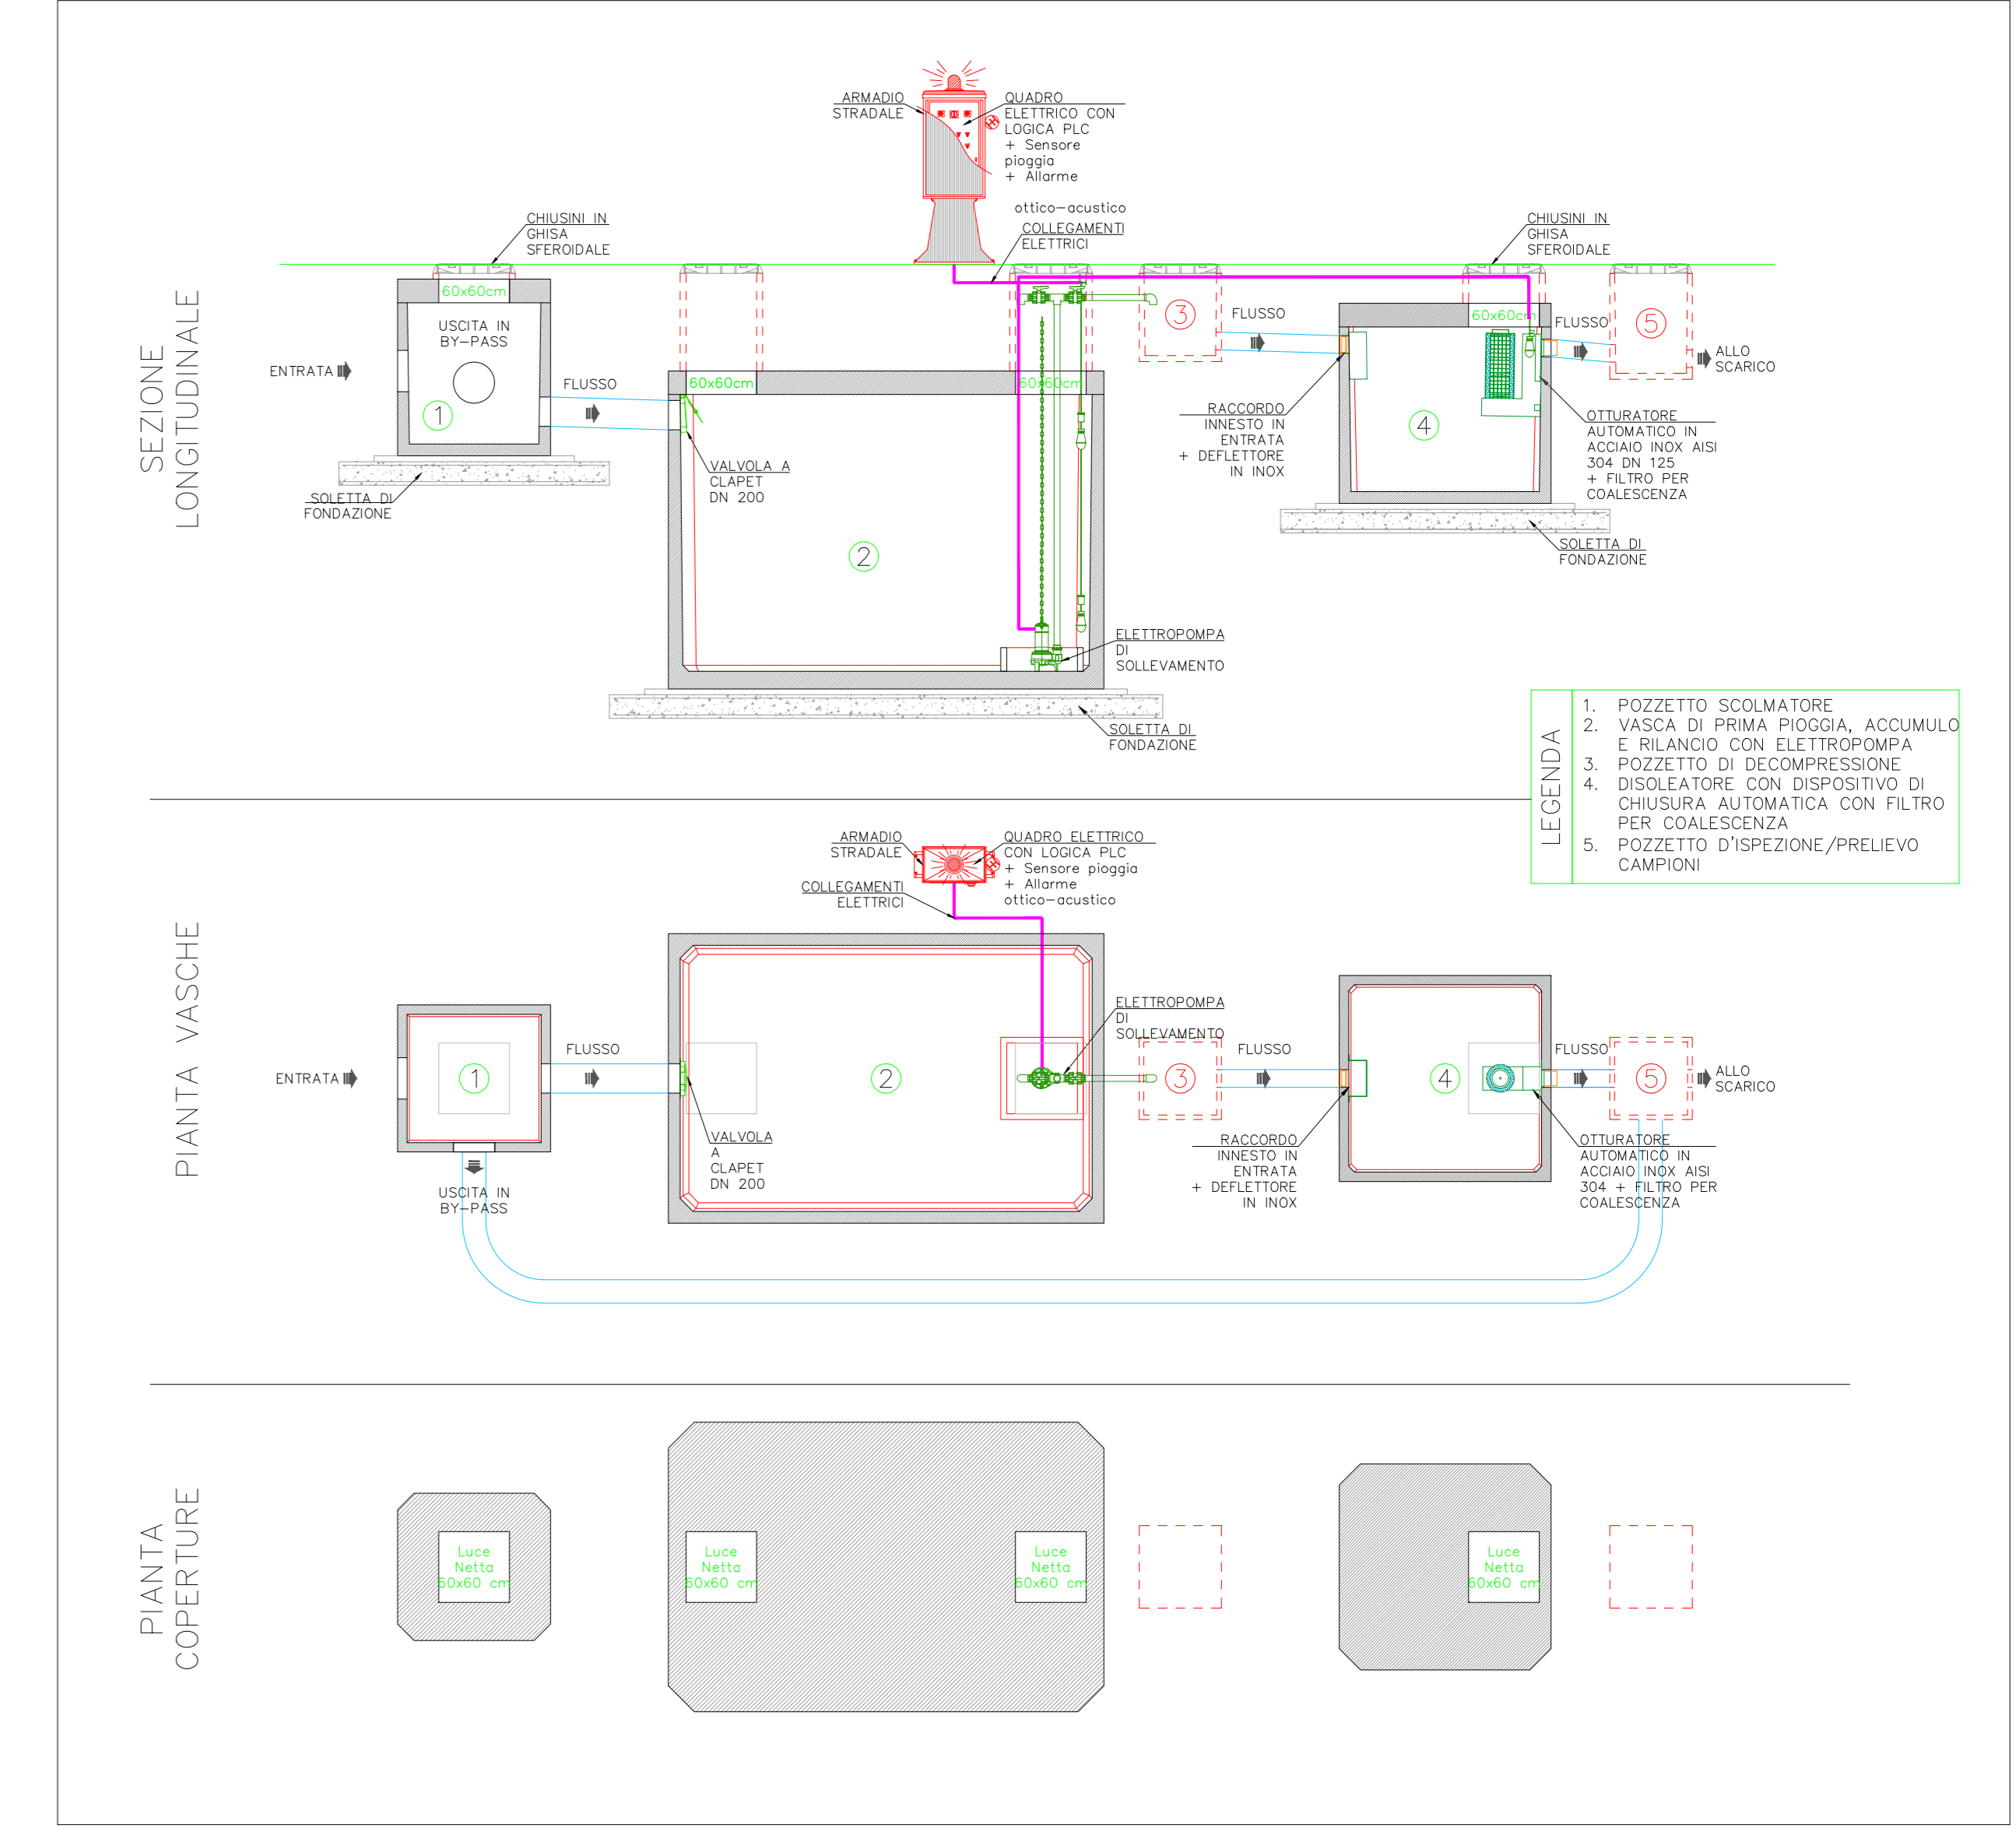 SEZIONE
LONGITUDINALE
ARMADIO
STRADALE
QUADRO
ELETTRICO CON
LOGICA PLC
+ Sensore
pioggia
+ Allarme
ottico-acustico
COLLEGAMENTI
ELETTRICI
CHIUSINI IN
GHISA
SFEROIDALE
CHIUSINI IN
GHISA
SFEROIDALE
60x60cm
60x60cm
60x60cm
60x60cm
USCITA IN
BY-PASS
ENTRATA
1
FLUSSO
SOLETTA DI
FONDAZIONE
VALVOLA A
CLAPET
DN 200
2
ELETTROPOMPA
DI
SOLLEVAMENTO
SOLETTA DI
FONDAZIONE
3
FLUSSO
RACCORDO
INNESTO IN
ENTRATA
+ DEFLETTORE
IN INOX
4
FLUSSO
5
ALLO
SCARICO
OTTURATORE
AUTOMATICO IN
ACCIAIO INOX AISI
304 DN 125
+ FILTRO PER
COALESCENZA
SOLETTA DI
FONDAZIONE
LEGENDA
1. POZZETTO SCOLMATORE
2. VASCA DI PRIMA PIOGGIA, ACCUMULO
E RILANCIO CON ELETTROPOMPA
3. POZZETTO DI DECOMPRESSIONE
4. DISOLEATORE CON DISPOSITIVO DI
CHIUSURA AUTOMATICA CON FILTRO
PER COALESCENZA
5. POZZETTO D'ISPEZIONE/PRELIEVO
CAMPIONI
PIANTA VASCHE
ARMADIO
STRADALE
QUADRO ELETTRICO
CON LOGICA PLC
+ Sensore pioggia
+ Allarme
ottico-acustico
COLLEGAMENTI
ELETTRICI
ENTRATA
1
FLUSSO
USCITA IN
BY-PASS
VALVOLA
A
CLAPET
DN 200
2
ELETTROPOMPA
DI
SOLLEVAMENTO
3
FLUSSO
RACCORDO
INNESTO IN
ENTRATA
+ DEFLETTORE
IN INOX
4
FLUSSO
5
ALLO
SCARICO
OTTURATORE
AUTOMATICO IN
ACCIAIO INOX AISI
304 + FILTRO PER
COALESCENZA
PIANTA
COPERTURE
Luce
Netta
60x60 cm
Luce
Netta
60x60 cm
Luce
Netta
60x60 cm
Luce
Netta
60x60 cm